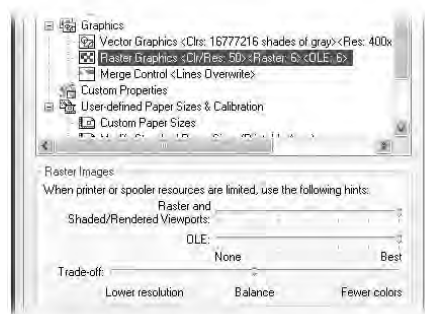 Graphics
Vector Graphics <Clrs: 16777216 shades of gray><Res: 400x
Raster Graphics <Clr/Res: 50><Raster: 6><OLE: 6>
Merge Control <Lines Overwrite>
Custom Properties
User-defined Paper Sizes & Calibration
Custom Paper Sizes
Raster Images
When printer or spooler resources are limited, use the following hints:
Raster and
Shaded/Rendered Viewports:
OLE:
None Best
Trade-off:
Lower resolution Balance Fewer colors